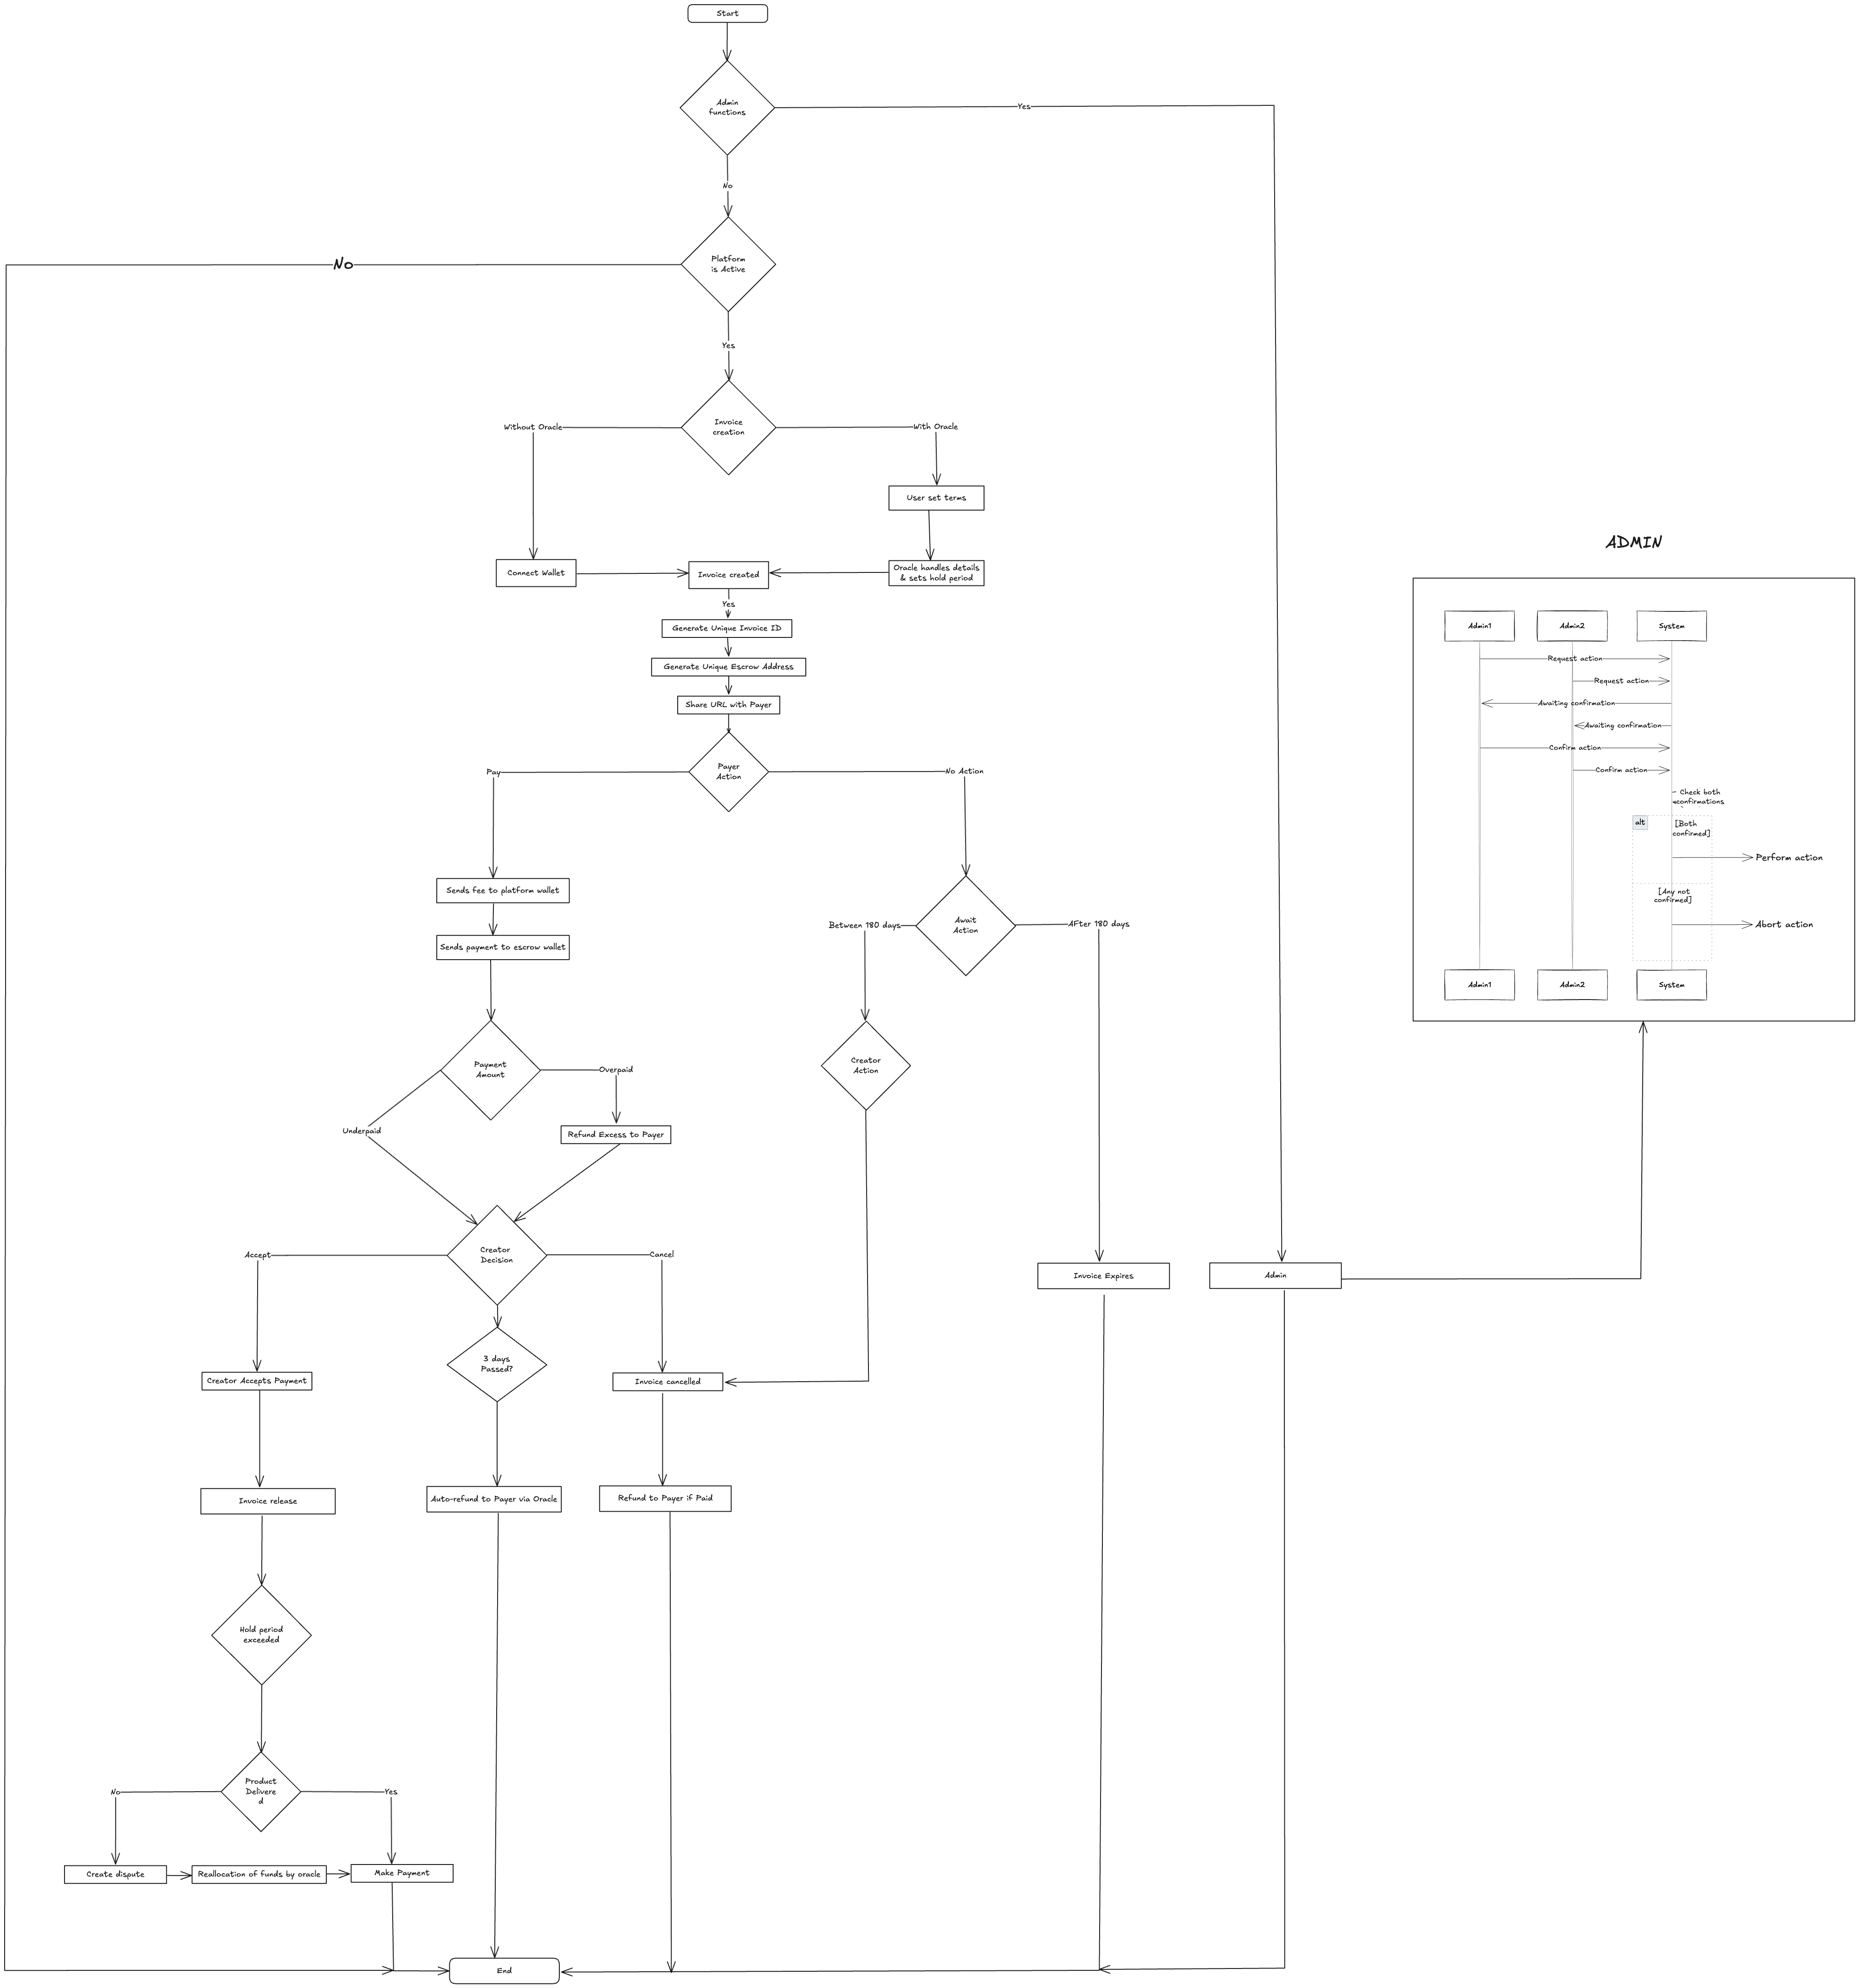 Start
Admin
functions
Yes
No
Platform
is Active
No
Yes
Invoice
creation
Without Oracle
With Oracle
User set terms
Connect Wallet
Invoice created
Oracle handles details
& sets hold period
Yes
Generate Unique Invoice ID
Generate Unique Escrow Address
Share URL with Payer
Payer
Action
Pay
No Action
Sends fee to platform wallet
Sends payment to escrow wallet
Await
Action
Between 180 days
AFter 180 days
Payment
Amount
Overpaid
Underpaid
Refund Excess to Payer
Creator
Action
Creator
Decision
Accept
Cancel
3 days
Passed?
Creator Accepts Payment
Invoice cancelled
Invoice Expires
Admin
Invoice release
Auto-refund to Payer via Oracle
Refund to Payer if Paid
Hold period
exceeded
Product
Delivere
d
No
Yes
Create dispute
Reallocation of funds by oracle
Make Payment
End
ADMIN
Admin1
Admin2
System
Request action
Request action
Awaiting confirmation
Awaiting confirmation
Confirm action
Confirm action
Check both
confirmations
alt
[Both
confirmed]
Perform action
[Any not
confirmed]
Abort action
Admin1
Admin2
System